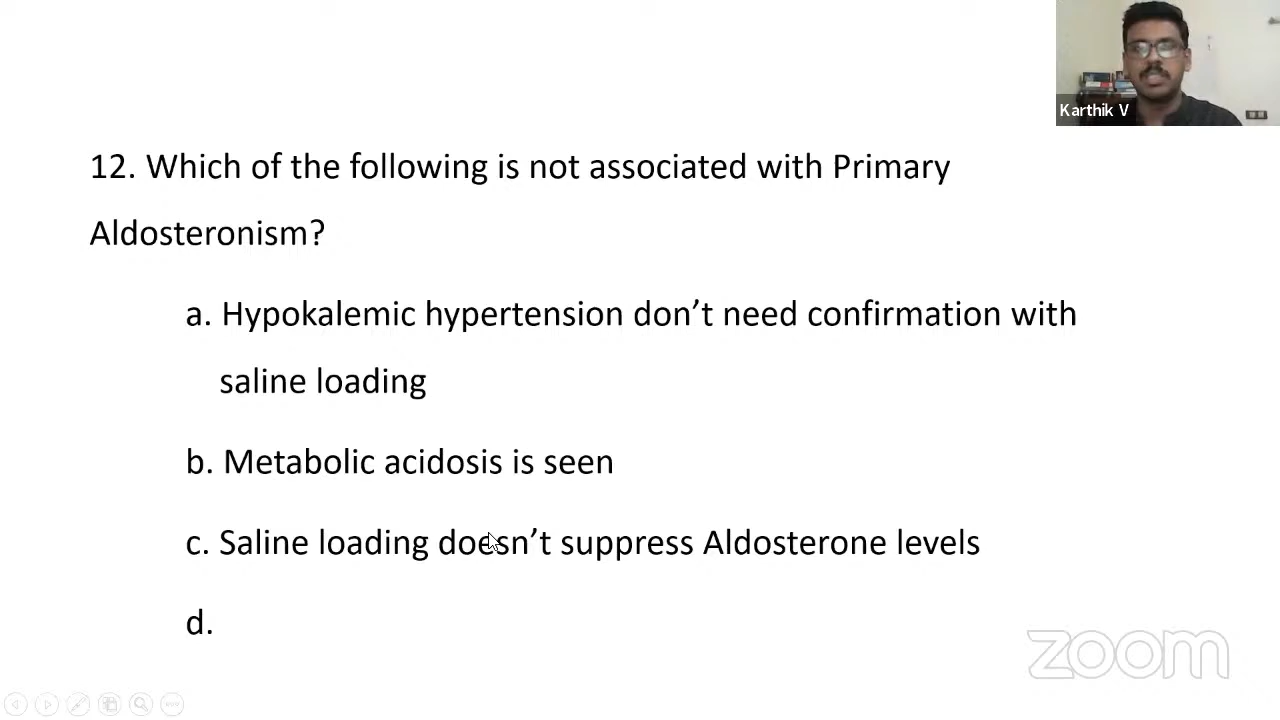 Karthik V
12. Which of the following is not associated with Primary
Aldosteronism?
a. Hypokalemic hypertension don’t need confirmation with
saline loading
b. Metabolic acidosis is seen
c. Saline loading doesn’t suppress Aldosterone levels
d.
zoom